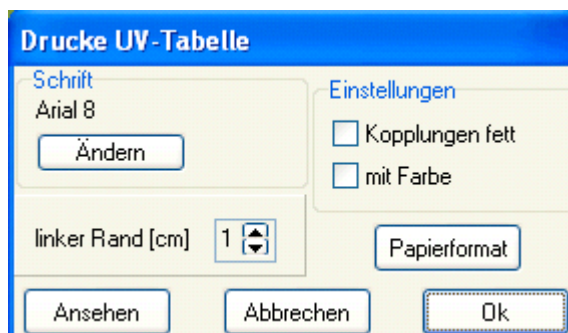 Drucke UV-Tabelle
Schrift
Arial 8
Ändern
Einstellungen
Kopplungen fett
mit Farbe
linker Rand [cm] 1
Papierformat
Ansehen Abbrechen Ok